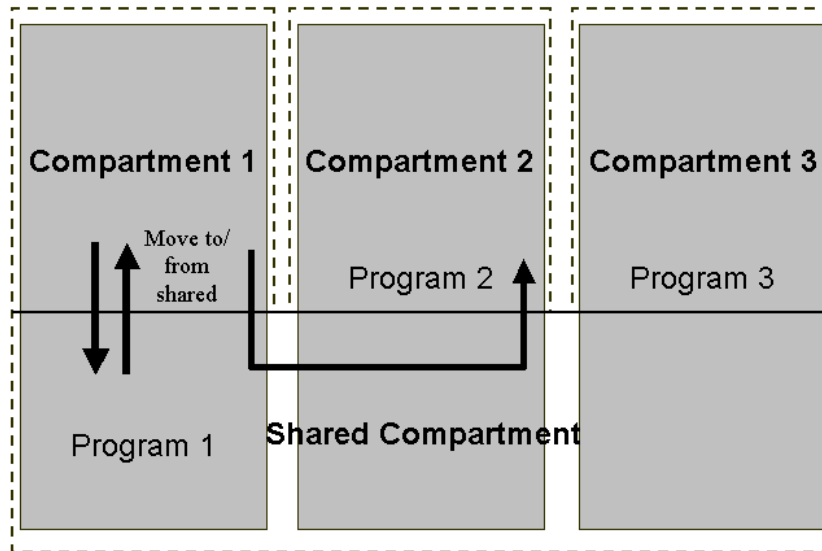 Compartment 1
Compartment 2
Compartment 3
Move to/
from
shared
Program 2
Program 3
Program 1
Shared Compartment